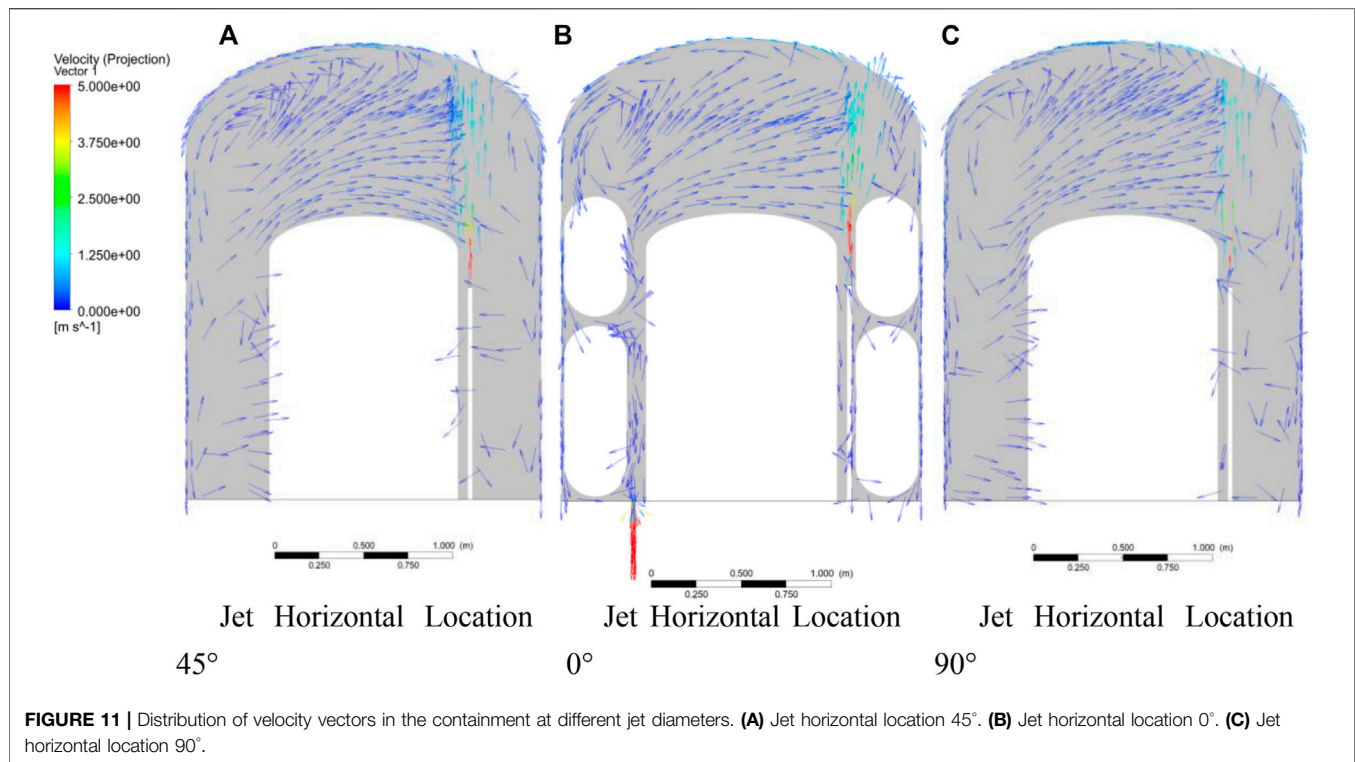 A
B
C
Velocity (Projection)
Vector 1
5.000e+00
3.750e+00
2.500e+00
1.250e+00
0.000e+00
[m s^-1]
0 0.500 1.000 (m)
0.250 0.750
0 0.500 1.000 (m)
0.250 0.750
0 0.500 1.000 (m)
0.250 0.750
Jet Horizontal Location
45°
Jet Horizontal Location
0°
Jet Horizontal Location
90°
FIGURE 11 | Distribution of velocity vectors in the containment at different jet diameters. (A) Jet horizontal location 45°. (B) Jet horizontal location 0°. (C) Jet
horizontal location 90°.